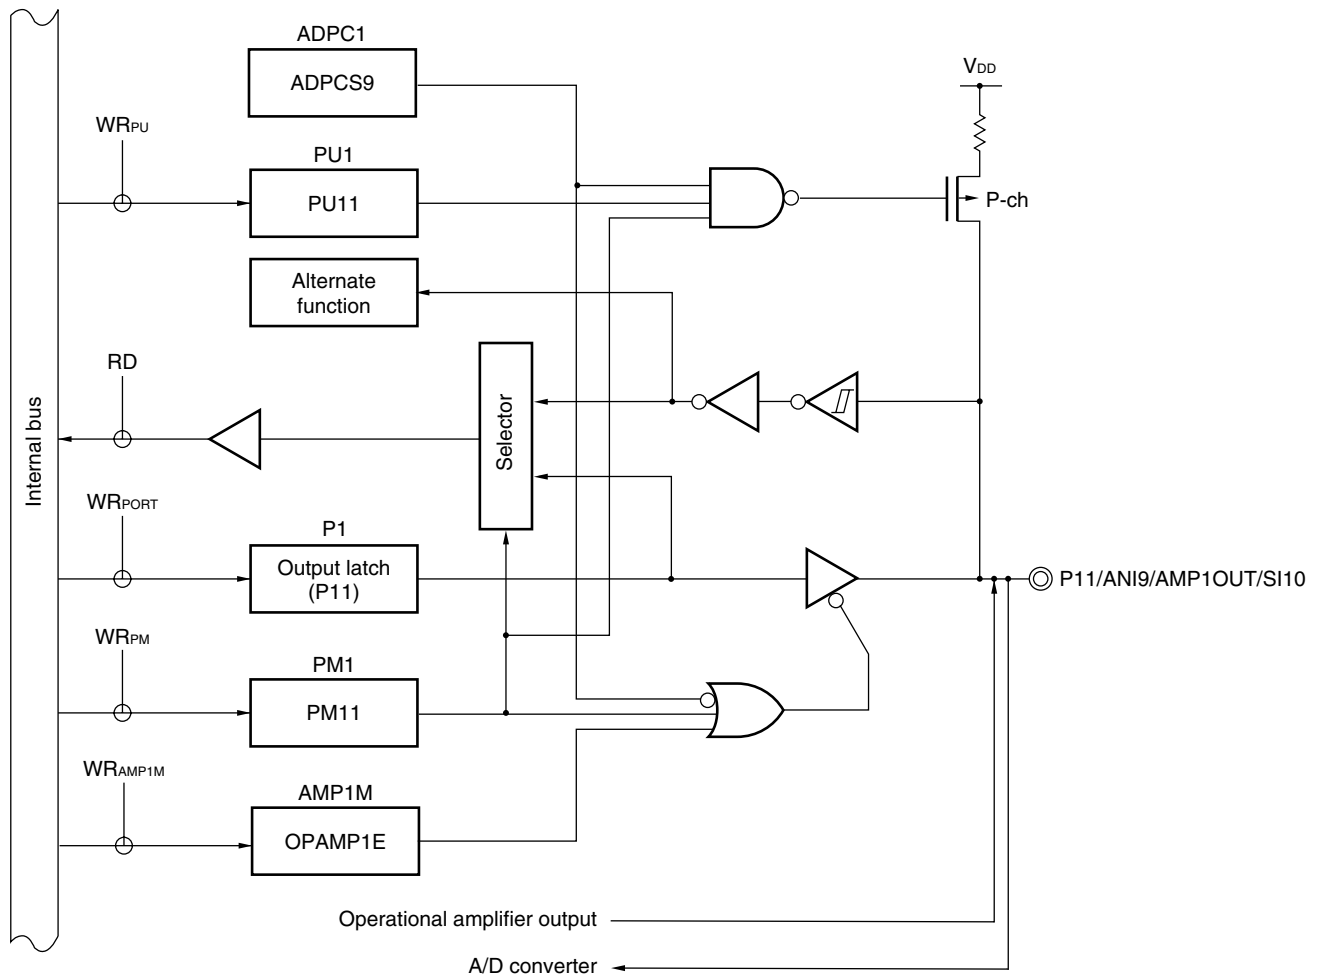 ADPC1
ADPCS9
VDD
WRPU
PU1
PU11
P-ch
Alternate
function
RD
Selector
Internal bus
WRPORT
P1
Output latch
(P11)
P11/ANI9/AMP1OUT/SI10
WRPM
PM1
PM11
WRAMP1M
AMP1M
OPAMP1E
Operational amplifier output
A/D converter